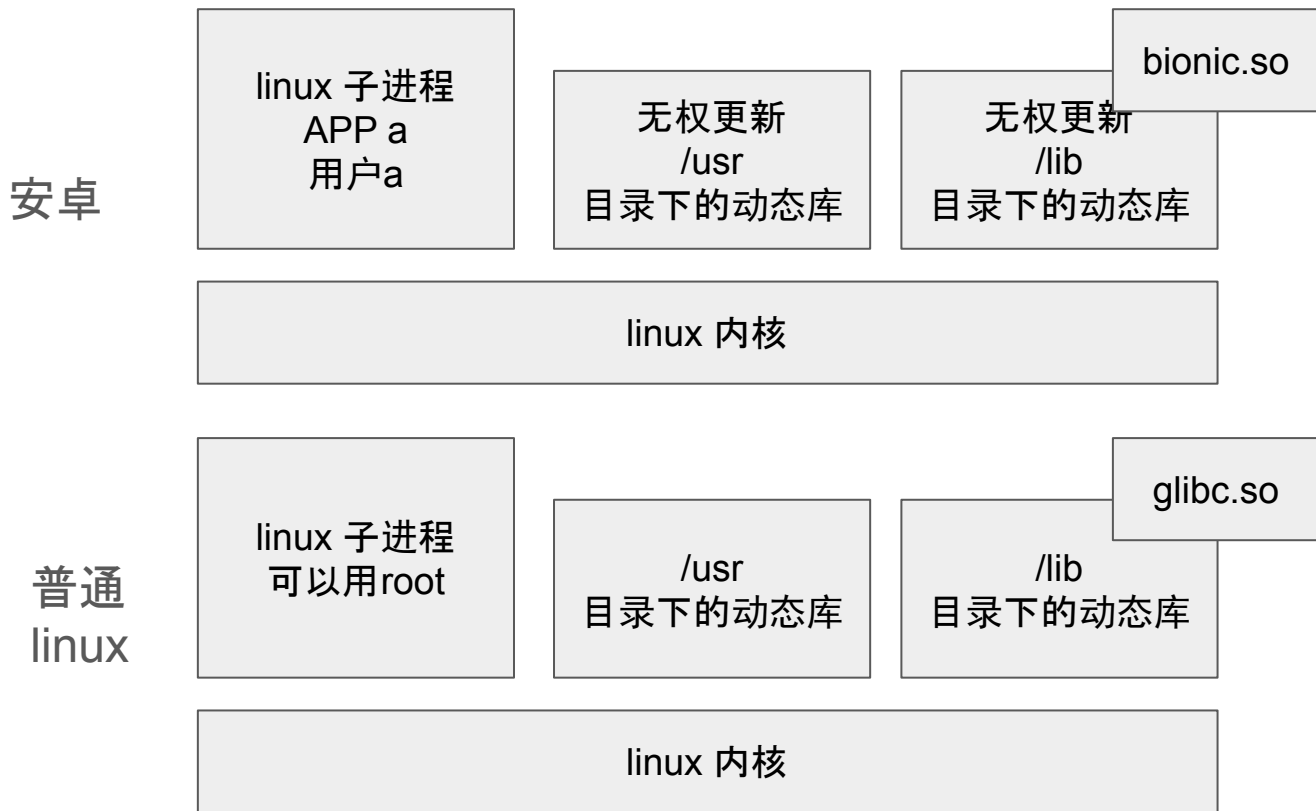 bionic.so
linux 子进程
APP a
用户a
无权更新
/usr
目录下的动态库
无权更新
/lib
目录下的动态库
安卓
linux 内核
glibc.so
linux 子进程
可以用root
/usr
目录下的动态库
/lib
目录下的动态库
普通
linux
linux 内核